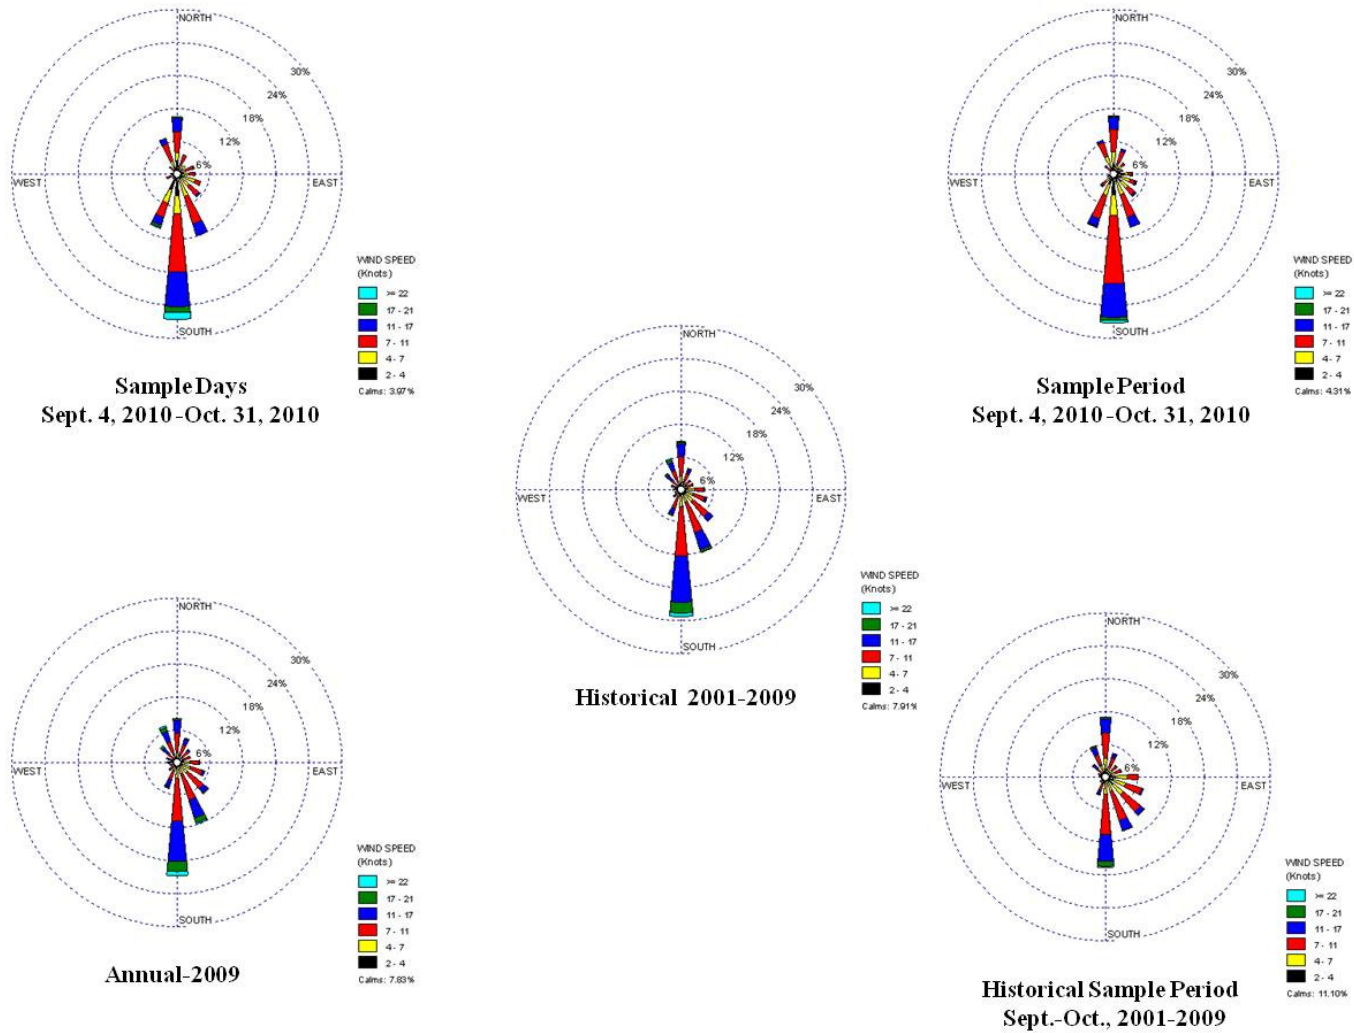 NORTH
30%
24%
18%
12%
6%
WEST
EAST
SOUTH
WIND SPEED
(Knots)
>= 22
17 - 21
11 - 17
7 - 11
4 - 7
2 - 4
Calms: 3.97%
Sample Days
Sept. 4, 2010 -Oct. 31, 2010
NORTH
30%
24%
18%
12%
6%
WEST
EAST
SOUTH
WIND SPEED
(Knots)
>= 22
17 - 21
11 - 17
7 - 11
4 - 7
2 - 4
Calms: 4.31%
Sample Period
Sept. 4, 2010 -Oct. 31, 2010
NORTH
30%
24%
18%
12%
6%
WEST
EAST
SOUTH
WIND SPEED
(Knots)
>= 22
17 - 21
11 - 17
7 - 11
4 - 7
2 - 4
Calms: 7.91%
Historical 2001-2009
NORTH
30%
24%
18%
12%
6%
WEST
EAST
SOUTH
WIND SPEED
(Knots)
>= 22
17 - 21
11 - 17
7 - 11
4 - 7
2 - 4
Calms: 7.83%
Annual-2009
NORTH
30%
24%
18%
12%
6%
WEST
EAST
SOUTH
WIND SPEED
(Knots)
>= 22
17 - 21
11 - 17
7 - 11
4 - 7
2 - 4
Calms: 11.10%
Historical Sample Period
Sept.-Oct., 2001-2009